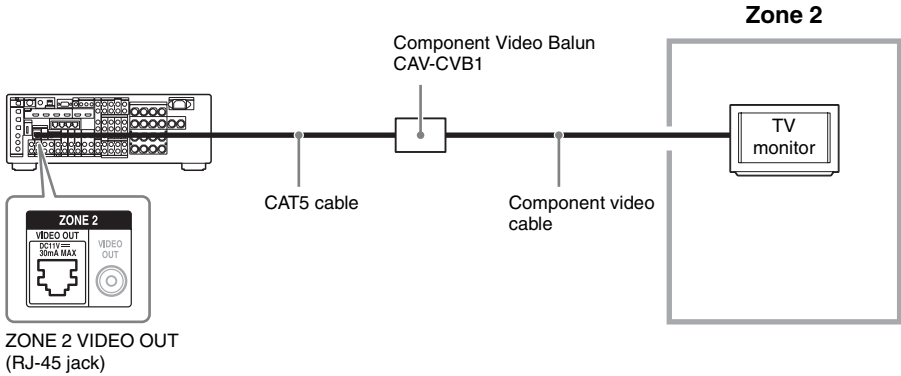 Zone 2
Component Video Balun
CAV-CVB1
TV
monitor
CAT5 cable
Component video
cable
ZONE 2
VIDEO OUT
DC11V
30mA MAX
VIDEO
OUT
ZONE 2 VIDEO OUT
(RJ-45 jack)